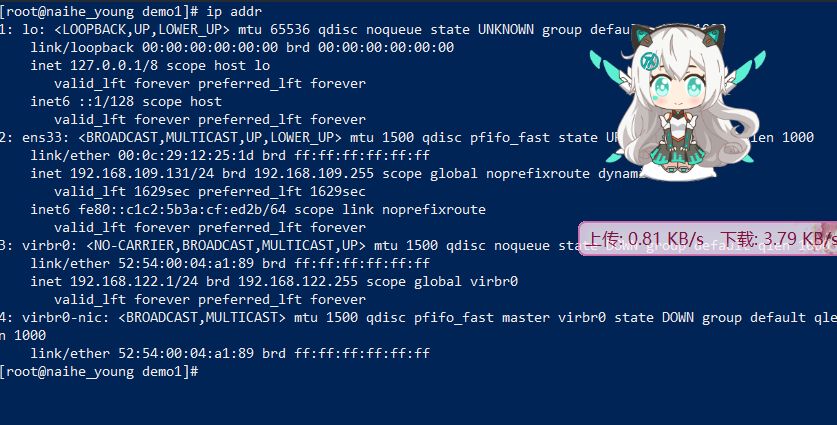 [root@naihe_young demo1]# ip addr
1: lo: <LOOPBACK,UP,LOWER_UP> mtu 65536 qdisc noqueue state UNKNOWN group defau 1000
    link/loopback 00:00:00:00:00:00 brd 00:00:00:00:00:00
    inet 127.0.0.1/8 scope host lo
       valid_lft forever preferred_lft forever
    inet6 ::1/128 scope host
       valid_lft forever preferred_lft forever
2: ens33: <BROADCAST,MULTICAST,UP,LOWER_UP> mtu 1500 qdisc pfifo_fast state U len 1000
    link/ether 00:0c:29:12:25:1d brd ff:ff:ff:ff:ff:ff
    inet 192.168.109.131/24 brd 192.168.109.255 scope global noprefixroute dynam
       valid_lft 1629sec preferred_lft 1629sec
    inet6 fe80::c1c2:5b3a:cf:ed2b/64 scope link noprefixroute
       valid_lft forever preferred_lft forever
3: virbr0: <NO-CARRIER,BROADCAST,MULTICAST,UP> mtu 1500 qdisc noqueue state DOWN group default qlen 1000
上传: 0.81 KB/s 下载: 3.79 KB/s
    link/ether 52:54:00:04:a1:89 brd ff:ff:ff:ff:ff:ff
    inet 192.168.122.1/24 brd 192.168.122.255 scope global virbr0
       valid_lft forever preferred_lft forever
4: virbr0-nic: <BROADCAST,MULTICAST> mtu 1500 qdisc pfifo_fast master virbr0 state DOWN group default qle
n 1000
    link/ether 52:54:00:04:a1:89 brd ff:ff:ff:ff:ff:ff
[root@naihe_young demo1]#